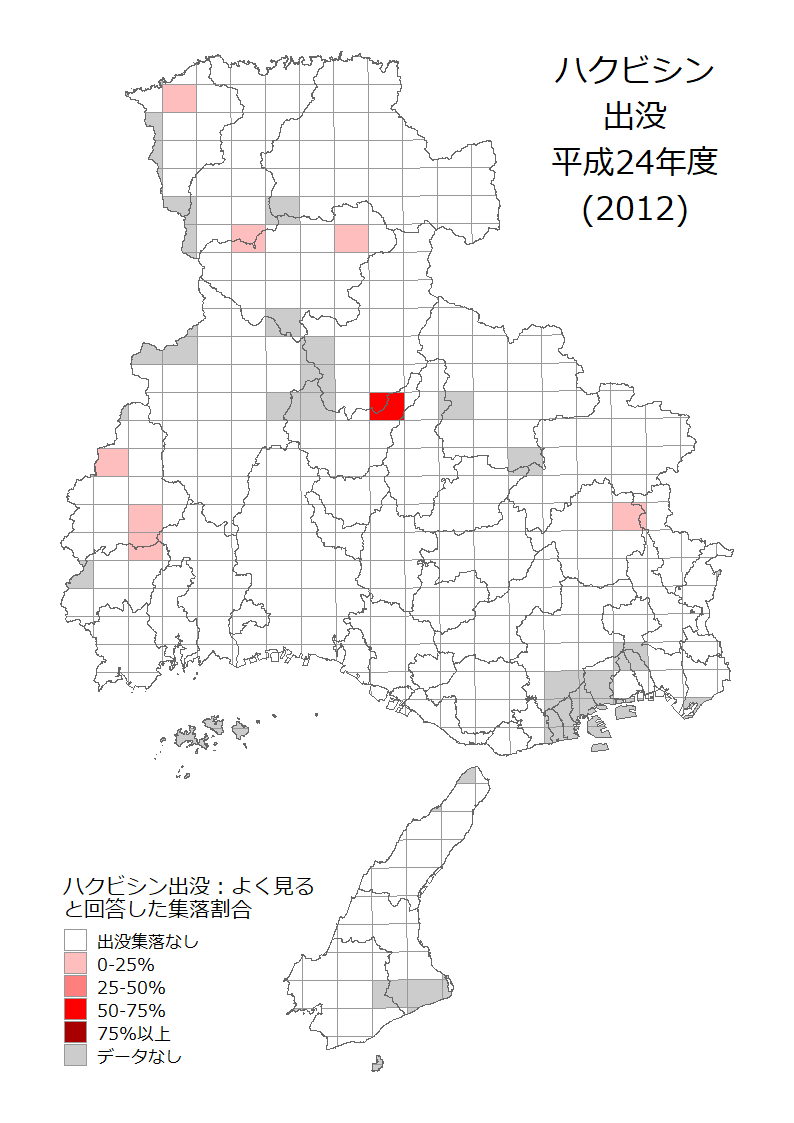 ハクビシン
出没
平成24年度
(2012)
ハクビシン出没：よく見る
と回答した集落割合
出没集落なし
0-25%
25-50%
50-75%
75%以上
データなし